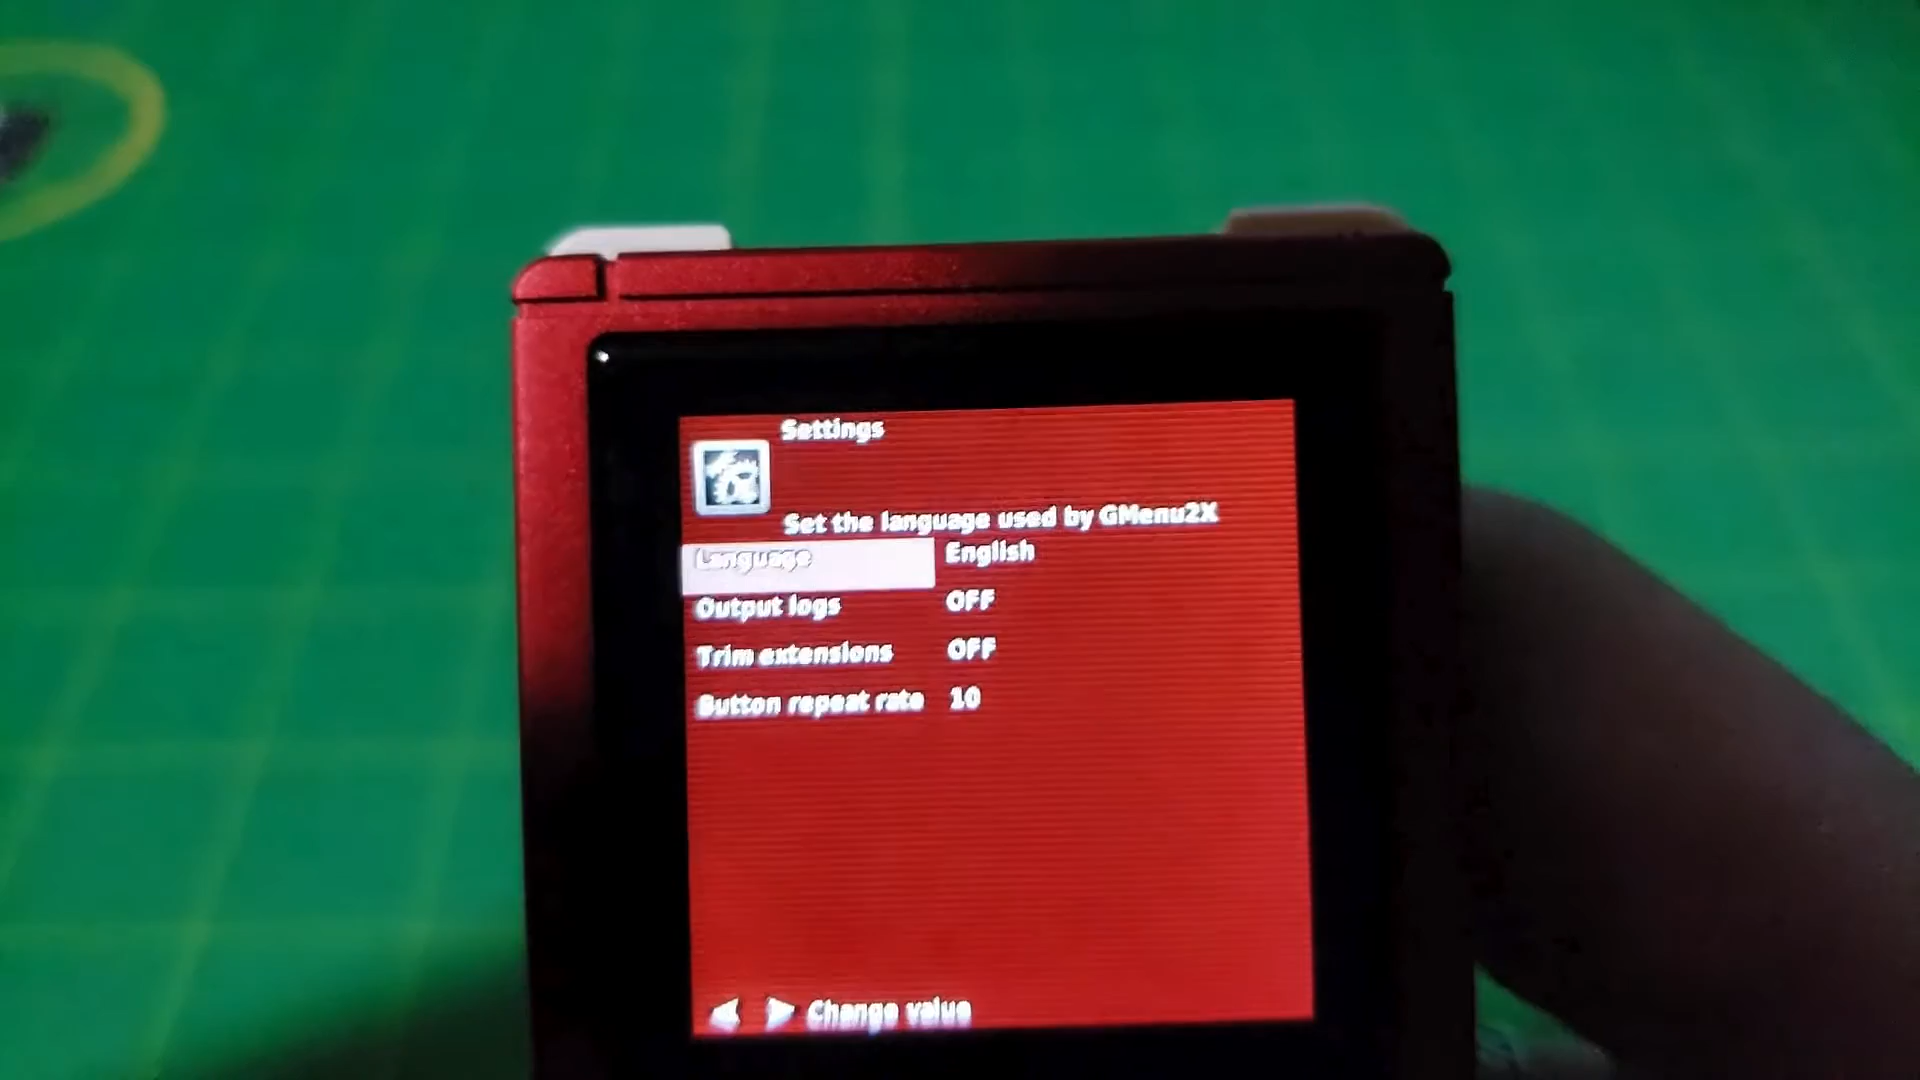 Settings
Set the language used by GMenu2X
Language English
Output logs OFF
Trim extensions OFF
Button repeat rate 10
Change value